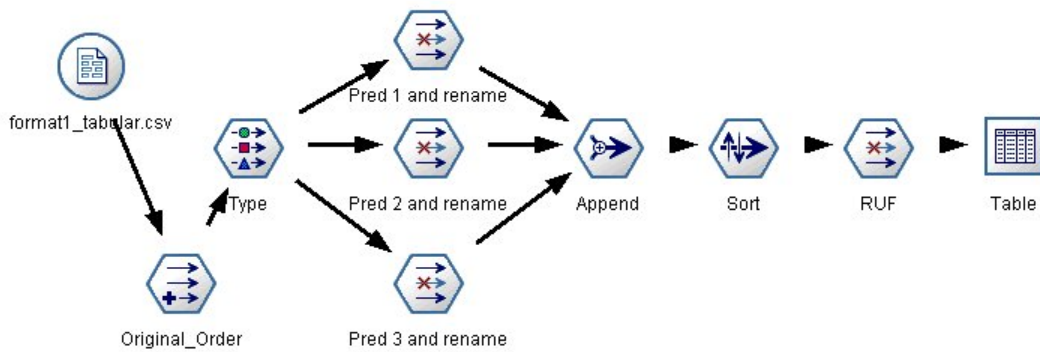 format1_tabular.csv
Original_Order
Type
Pred 1 and rename
Pred 2 and rename
Pred 3 and rename
Append
Sort
RUF
Table